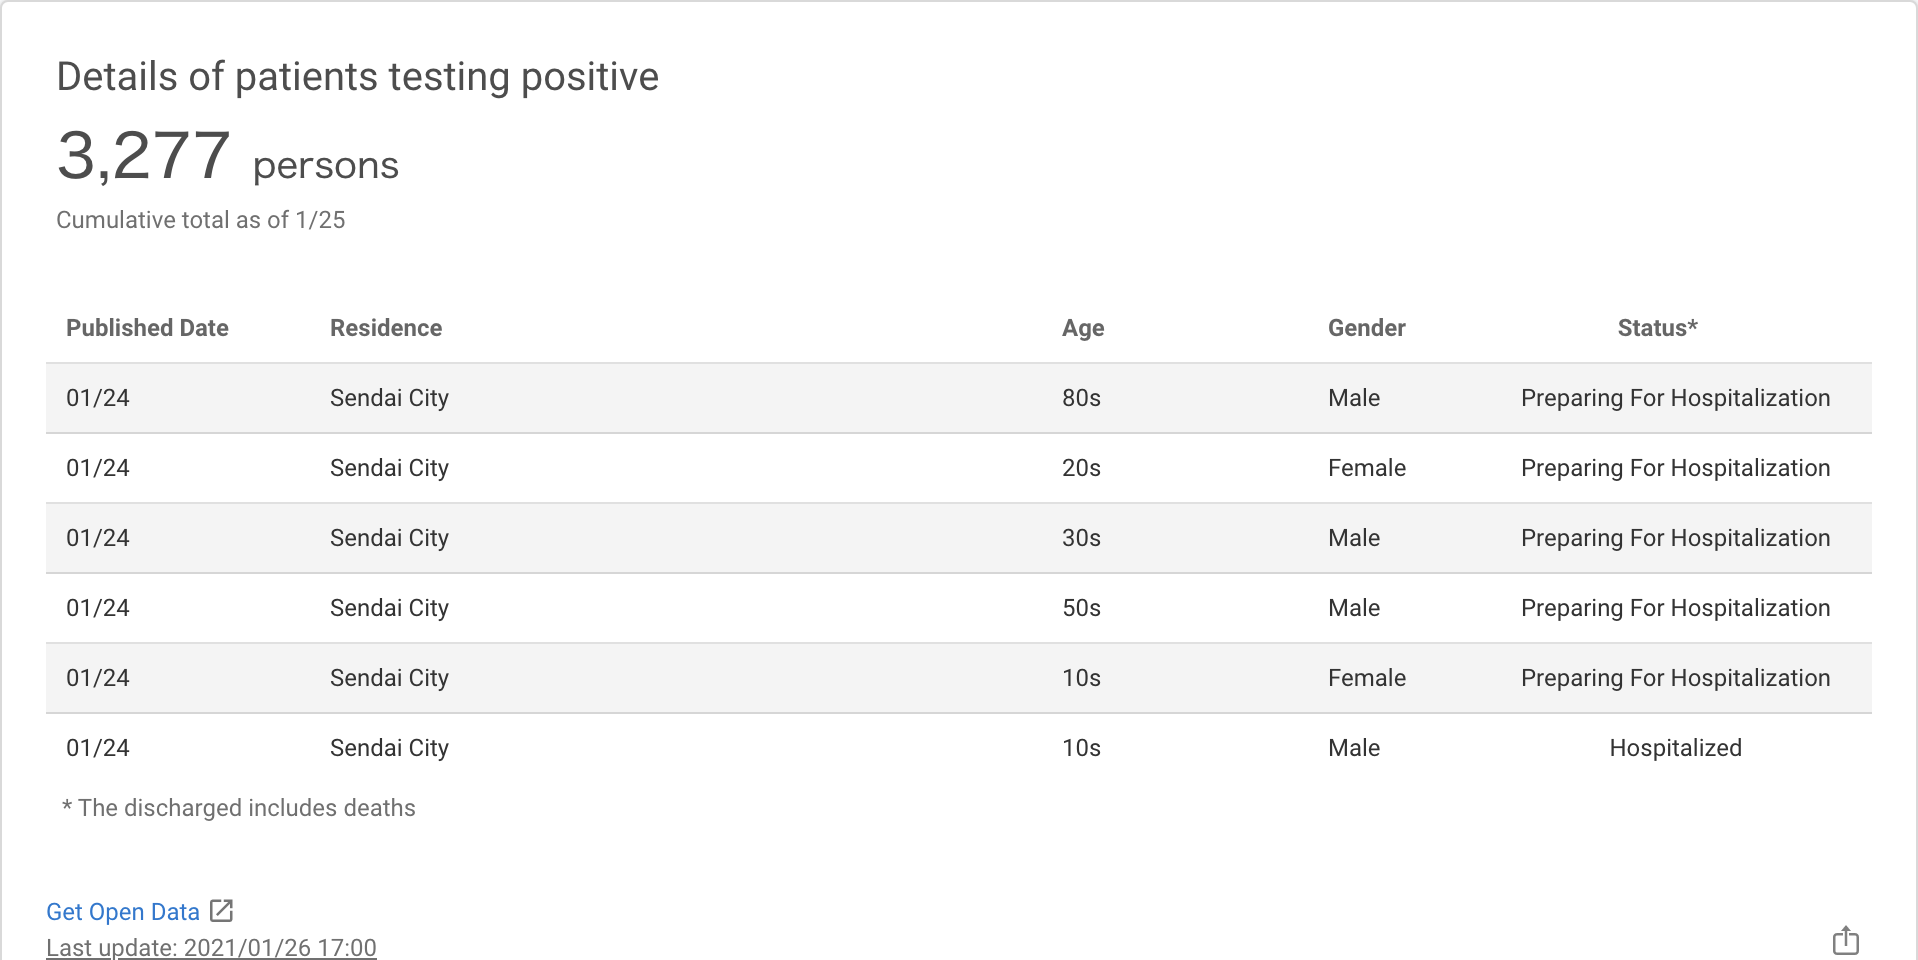 Details of patients testing positive
3,277 persons
Cumulative total as of 1/25
Published Date Residence Age Gender Status*
01/24 Sendai City 80s Male Preparing For Hospitalization
01/24 Sendai City 20s Female Preparing For Hospitalization
01/24 Sendai City 30s Male Preparing For Hospitalization
01/24 Sendai City 50s Male Preparing For Hospitalization
01/24 Sendai City 10s Female Preparing For Hospitalization
01/24 Sendai City 10s Male Hospitalized
* The discharged includes deaths
Get Open Data
Last update: 2021/01/26 17:00